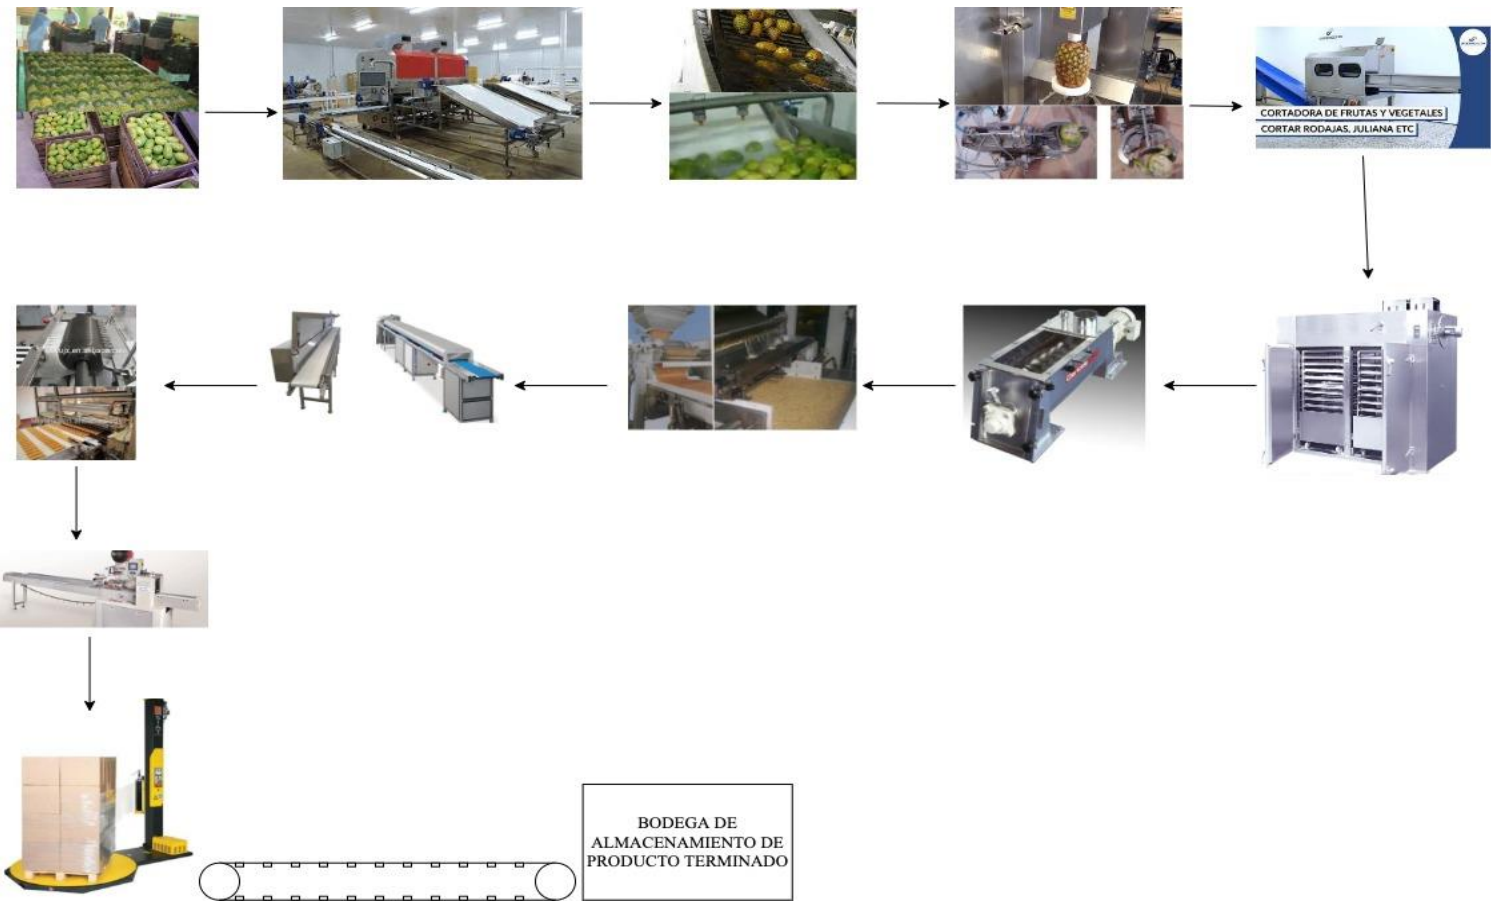 CORTADORA DE FRUTAS Y VEGETALES
CORTAR RODAJAS, JULIANA ETC
BODEGA DE
ALMACENAMIENTO DE
PRODUCTO TERMINADO